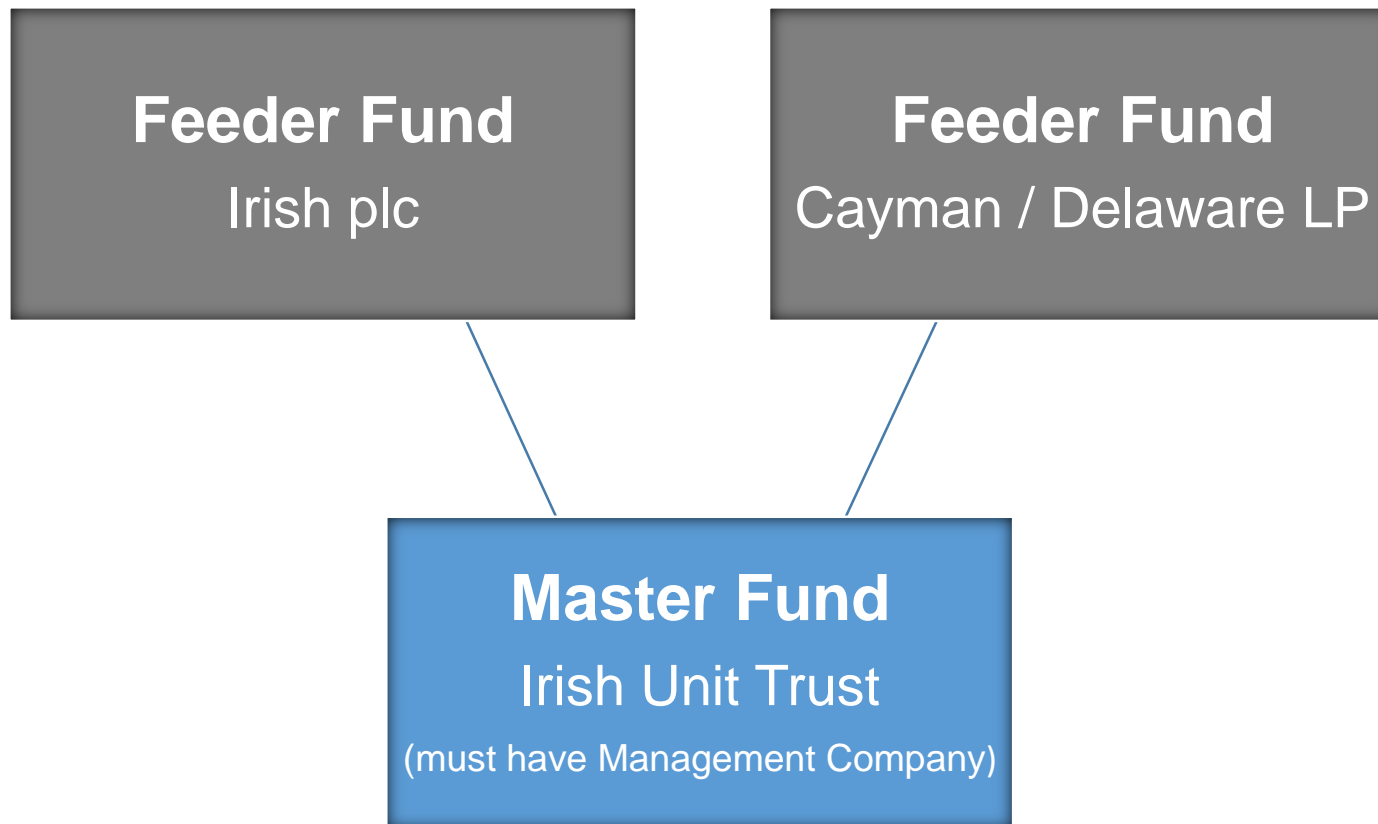 Feeder Fund
Irish plc
Feeder Fund
Cayman / Delaware LP
Master Fund
Irish Unit Trust
(must have Management Company)